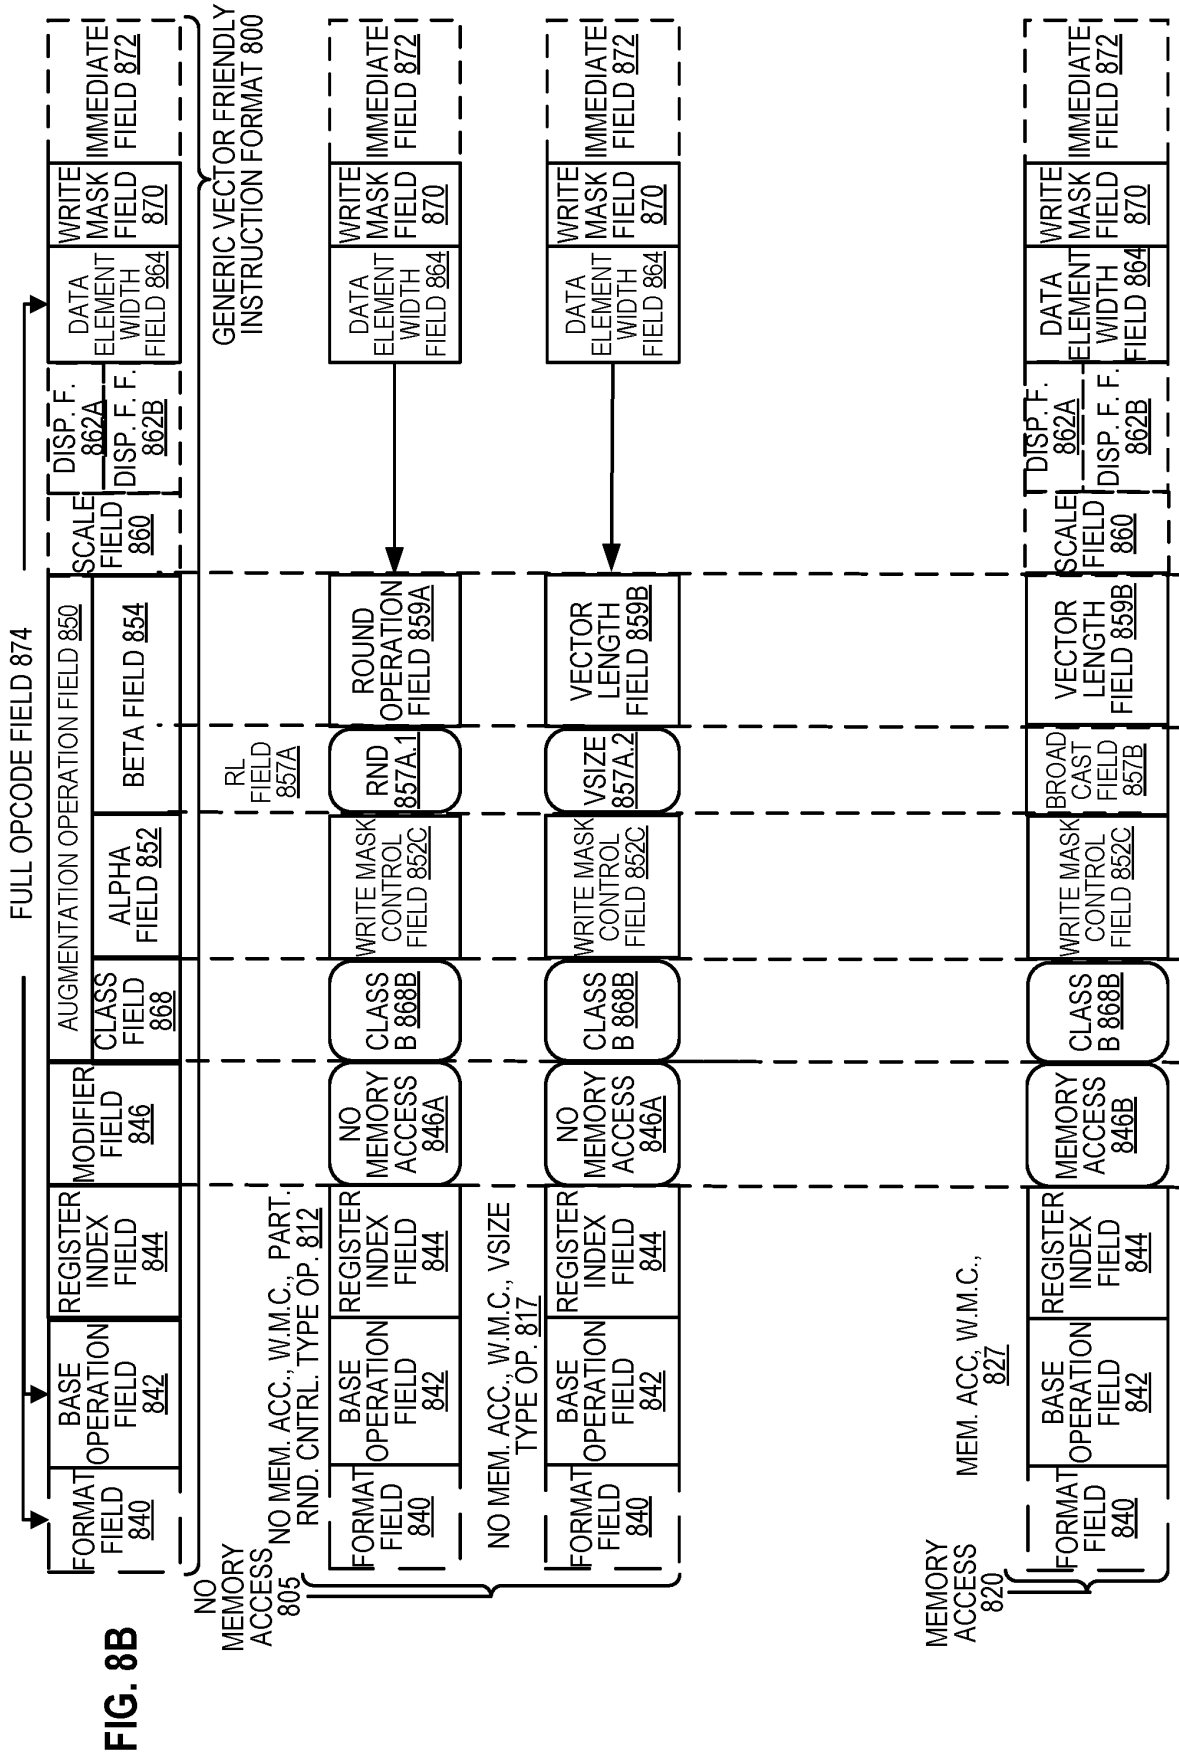 FIG. 8B
FULL OPCODE FIELD 874
FORMAT
FIELD
840
BASE
OPERATION
FIELD
842
REGISTER
INDEX
FIELD
844
MODIFIER
FIELD
846
AUGMENTATION OPERATION FIELD 850
CLASS
FIELD
868
ALPHA
FIELD 852
BETA FIELD 854
SCALE
FIELD
860
DISP. F.
862A
DISP. F. F.
862B
DATA
ELEMENT
WIDTH
FIELD 864
WRITE
MASK
FIELD
870
IMMEDIATE
FIELD 872
GENERIC VECTOR FRIENDLY
INSTRUCTION FORMAT 800
NO
MEMORY
ACCESS
805
NO MEM. ACC., W.M.C., PART.
RND. CNTRL. TYPE OP. 812
RL
FIELD
857A
FORMAT
FIELD
840
BASE
OPERATION
FIELD
842
REGISTER
INDEX
FIELD
844
NO
MEMORY
ACCESS
846A
CLASS
B 868B
WRITE MASK
CONTROL
FIELD 852C
RND
857A.1
ROUND
OPERATION
FIELD 859A
DATA
ELEMENT
WIDTH
FIELD 864
WRITE
MASK
FIELD
870
IMMEDIATE
FIELD 872
NO MEM. ACC., W.M.C., VSIZE
TYPE OP. 817
FORMAT
FIELD
840
BASE
OPERATION
FIELD
842
REGISTER
INDEX
FIELD
844
NO
MEMORY
ACCESS
846A
CLASS
B 868B
WRITE MASK
CONTROL
FIELD 852C
VSIZE
857A.2
VECTOR
LENGTH
FIELD 859B
DATA
ELEMENT
WIDTH
FIELD 864
WRITE
MASK
FIELD
870
IMMEDIATE
FIELD 872
MEMORY
ACCESS
820
MEM. ACC, W.M.C.,
827
FORMAT
FIELD
840
BASE
OPERATION
FIELD
842
REGISTER
INDEX
FIELD
844
MEMORY
ACCESS
846B
CLASS
B 868B
WRITE MASK
CONTROL
FIELD 852C
BROAD
CAST
FIELD
857B
VECTOR
LENGTH
FIELD 859B
SCALE
FIELD
860
DISP. F.
862A
DISP. F. F.
862B
DATA
ELEMENT
WIDTH
FIELD 864
WRITE
MASK
FIELD
870
IMMEDIATE
FIELD 872